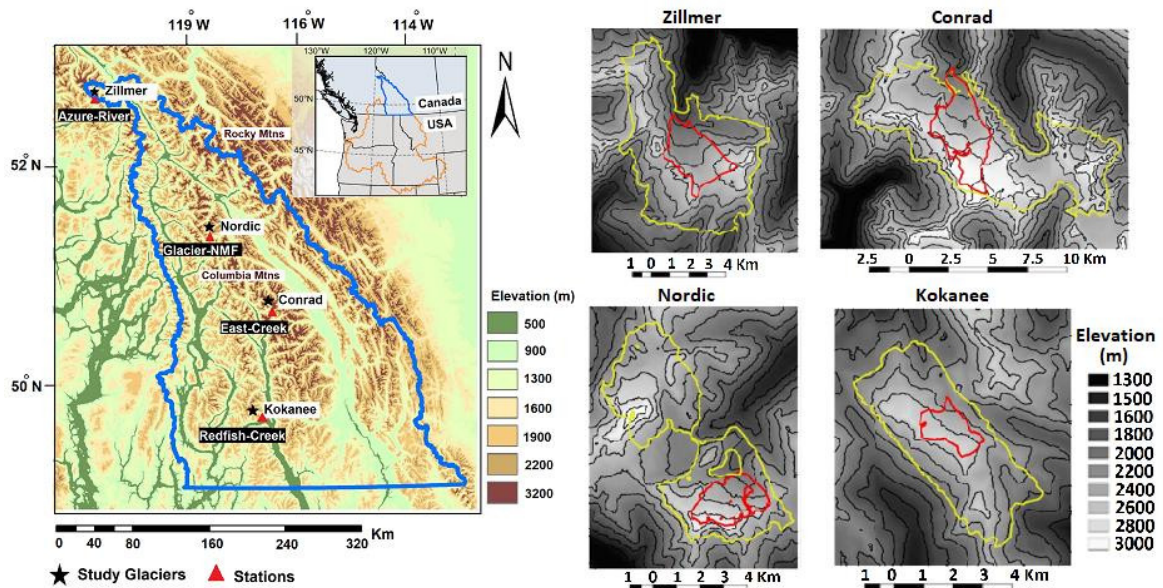 119 W
116 W
114 W
130°W
120°W
110°W
N
50°N
45°N
Canada
USA
Zillmer
Azure-River
Rocky Mtns
52°N
Nordic
Glacier-NMF
Columbia Mtns
Conrad
East-Creek
50°N
Kokanee
Redfish-Creek
Elevation (m)
500
900
1300
1600
1900
2200
3200
Km
0 40 80 160 240 320
Study Glaciers
Stations
Zillmer
1 0 1 2 3 4 Km
Conrad
2.5 0 2.5 5 7.5 10 Km
Nordic
1 0 1 2 3 4 Km
Kokanee
1 0 1 2 3 4 Km
Elevation
(m)
1300
1500
1600
1800
2000
2200
2400
2600
2800
3000